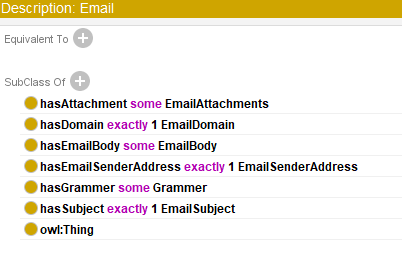 Description: Email
Equivalent To
SubClass Of
hasAttachment some EmailAttachments
hasDomain exactly 1 EmailDomain
hasEmailBody some EmailBody
hasEmailSenderAddress exactly 1 EmailSenderAddress
hasGrammer some Grammer
hasSubject exactly 1 EmailSubject
owl:Thing